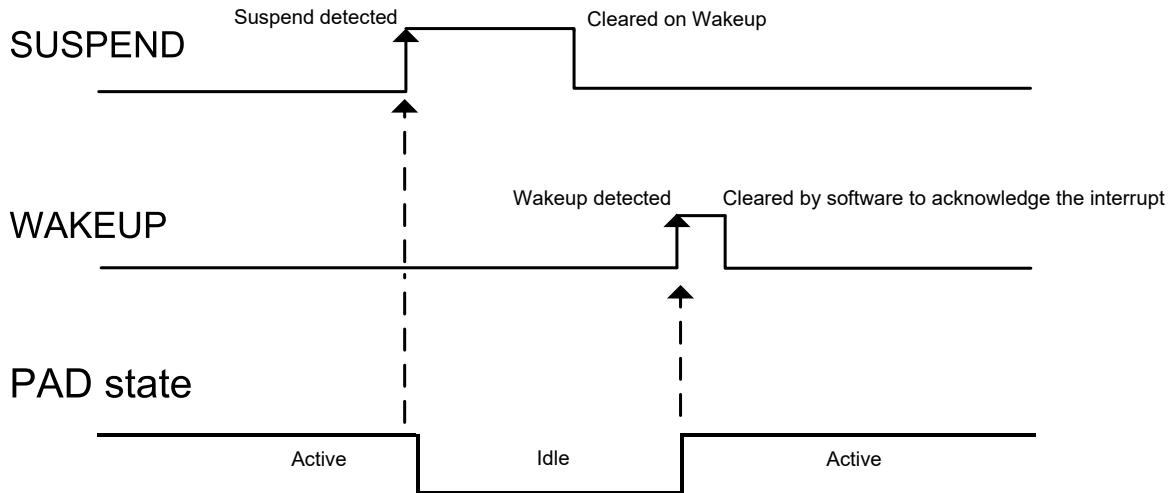 Suspend detected
Cleared on Wakeup
SUSPEND
Wakeup detected
Cleared by software to acknowledge the interrupt
WAKEUP
PAD state
Active
Idle
Active